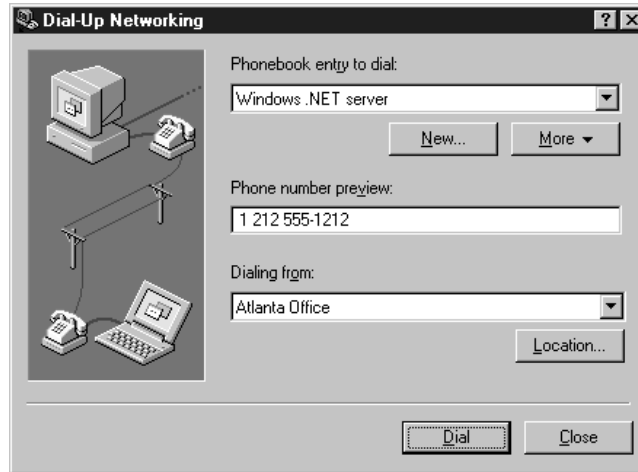 Dial-Up Networking
Phonebook entry to dial:
Windows .NET server
New... More
Phone number preview:
1 212 555-1212
Dialing from:
Atlanta Office
Location...
Dial Close